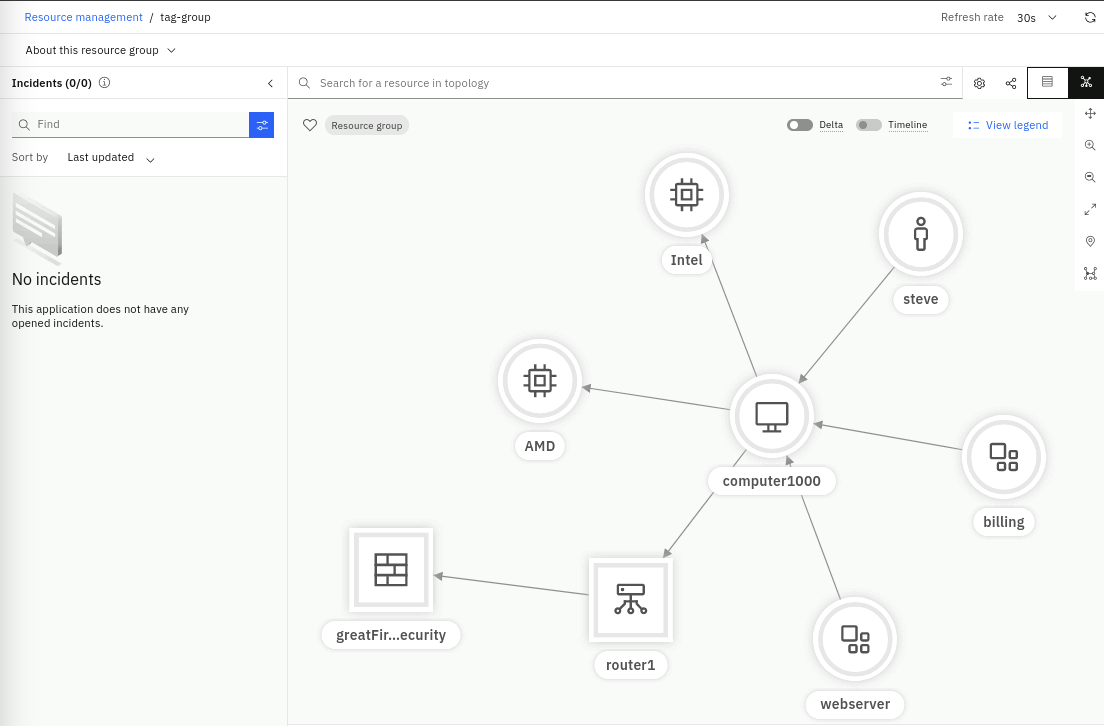 Resource management / tag-group
Refresh rate 30s
About this resource group
Incidents (0/0)
Search for a resource in topology
Find
Sort by Last updated
No incidents
This application does not have any
opened incidents.
Resource group
Delta
Timeline
View legend
Intel
steve
AMD
computer1000
billing
greatFir...ecurity
router1
webserver